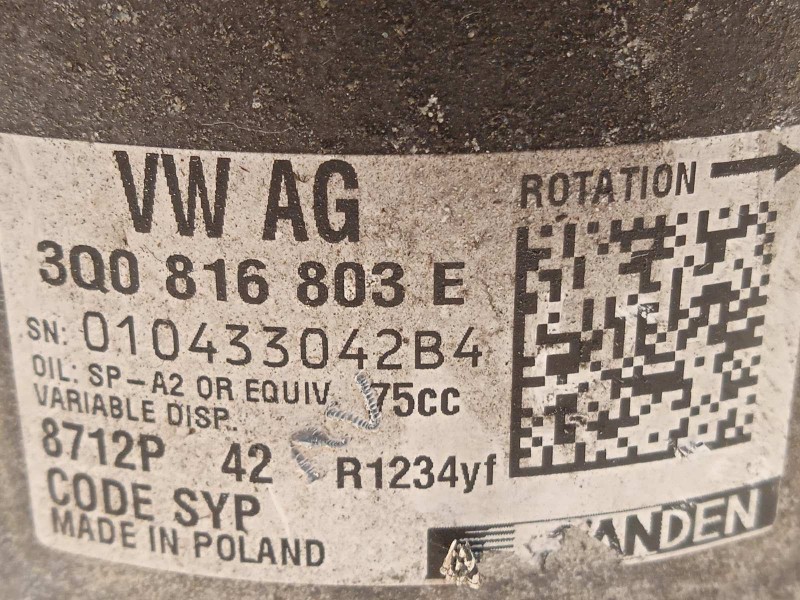 VW AG
ROTATION
3Q0 816 803 E
SN: 010433042B4
OIL: SP-A2 OR EQUIV. 75cc
VARIABLE DISP.
8712P 42 R1234yf
CODE SYP
MADE IN POLAND